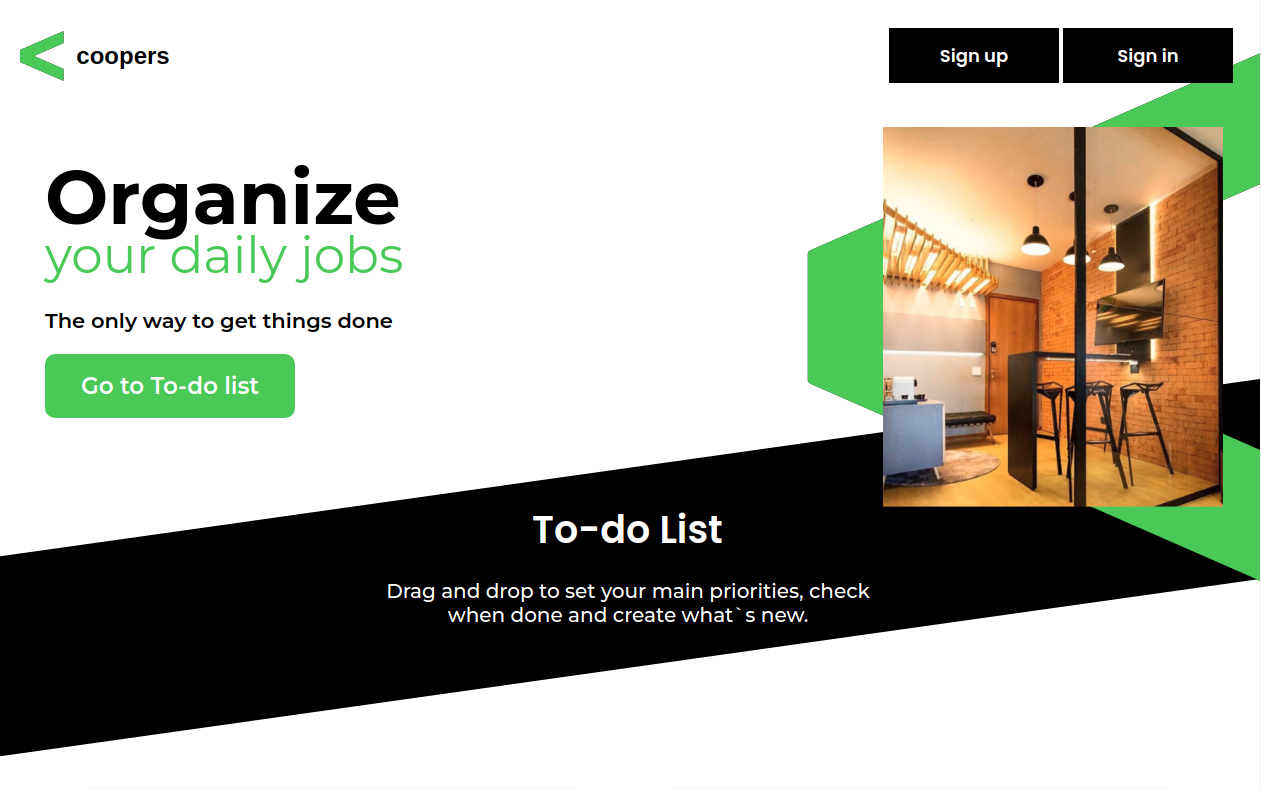 coopers
Sign up
Sign in
Organize
your daily jobs
The only way to get things done
Go to To-do list
To-do List
Drag and drop to set your main priorities, check
when done and create what`s new.